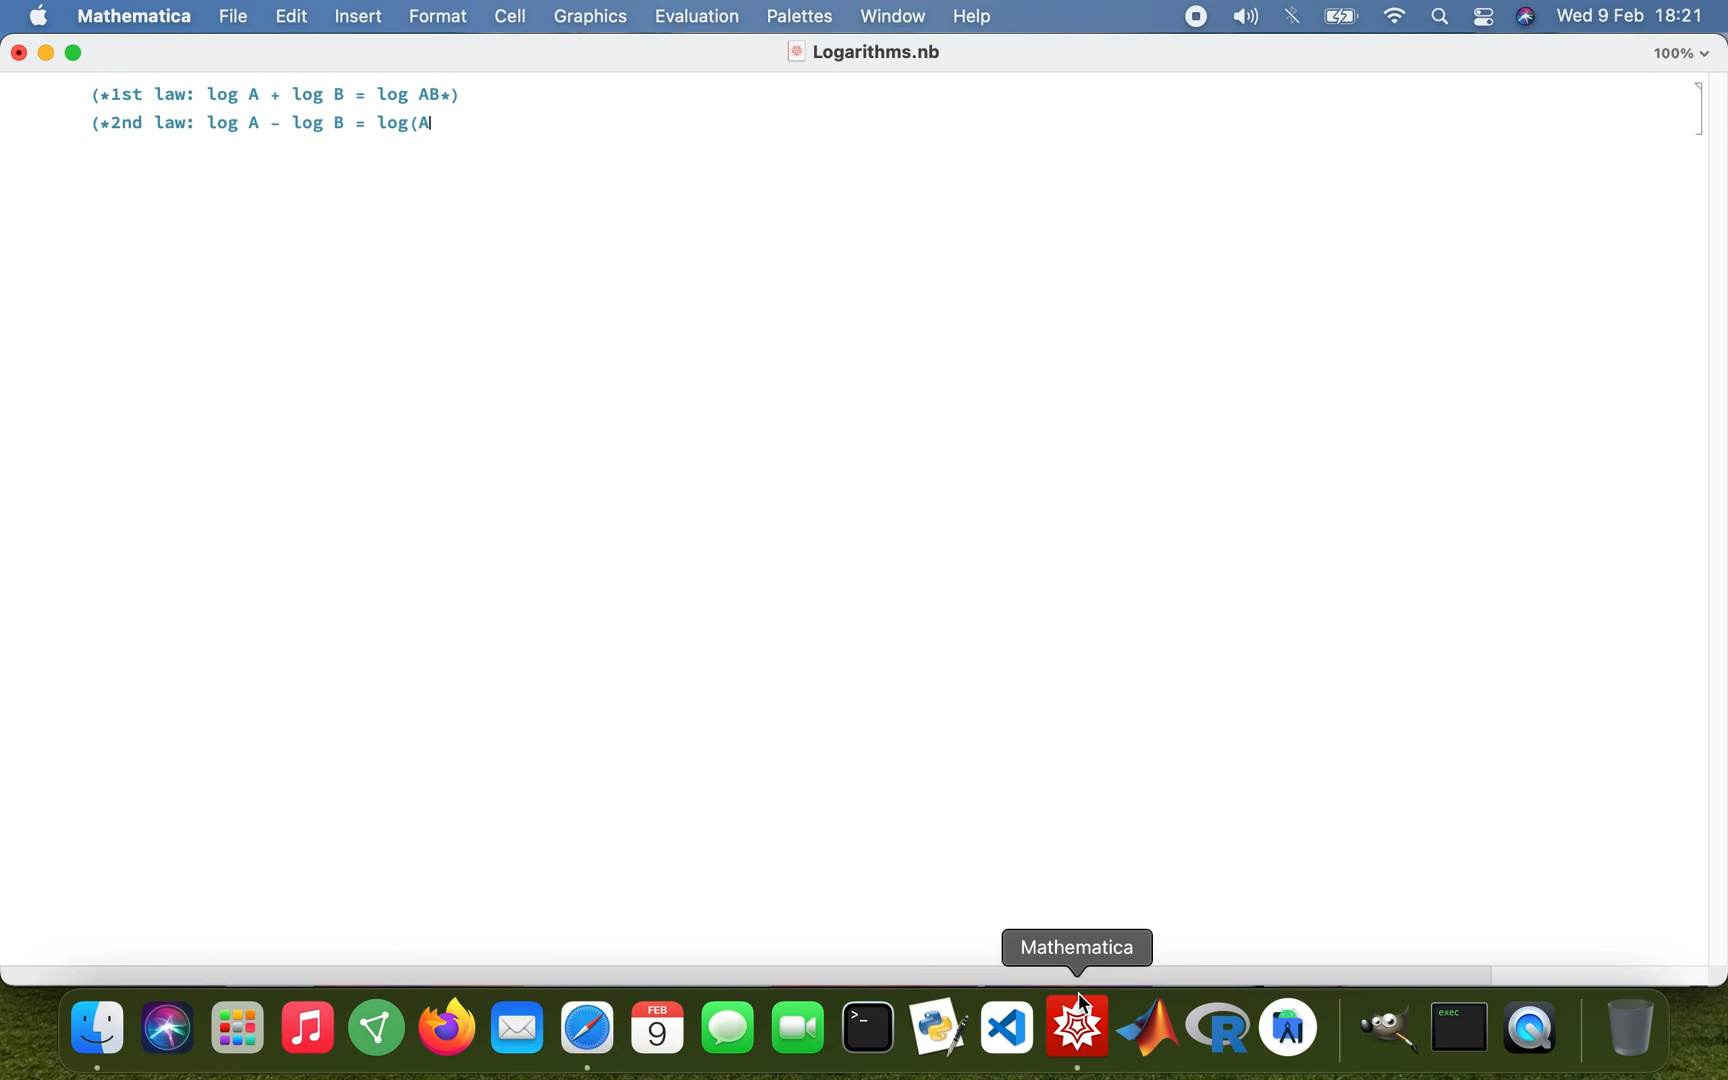 Mathematica File Edit Insert Format Cell Graphics Evaluation Palettes Window Help Wed 9 Feb 18:21
Logarithms.nb 100%
(*1st law: log A + log B = log AB*)
(*2nd law: log A - log B = log(A
Mathematica
FEB
9
>_
exec